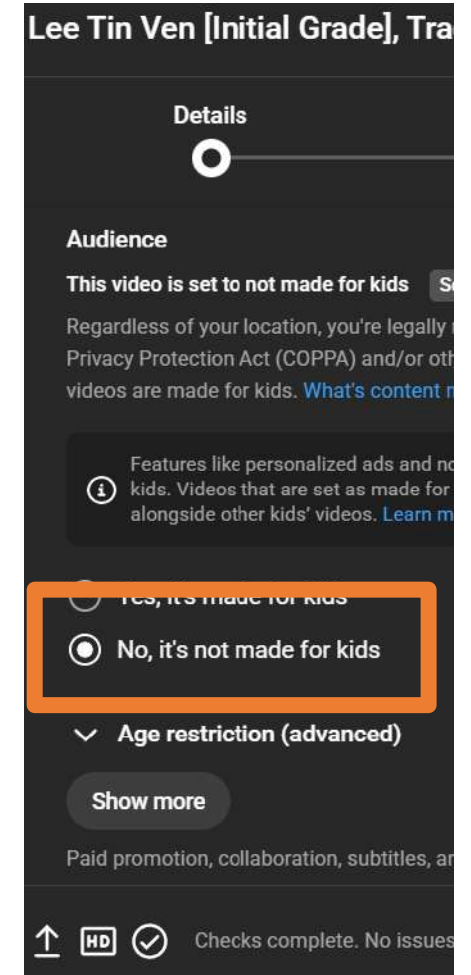 Lee Tin Ven [Initial Grade], Tra
Details
Audience
This video is set to not made for kids
Regardless of your location, you're legally
Privacy Protection Act (COPPA) and/or oth
videos are made for kids. What's content
Features like personalized ads and no
kids. Videos that are set as made for
alongside other kids' videos. Learn m
Yes, it's made for kids
No, it's not made for kids
Age restriction (advanced)
Show more
Paid promotion, collaboration, subtitles, a
HD Checks complete. No issues